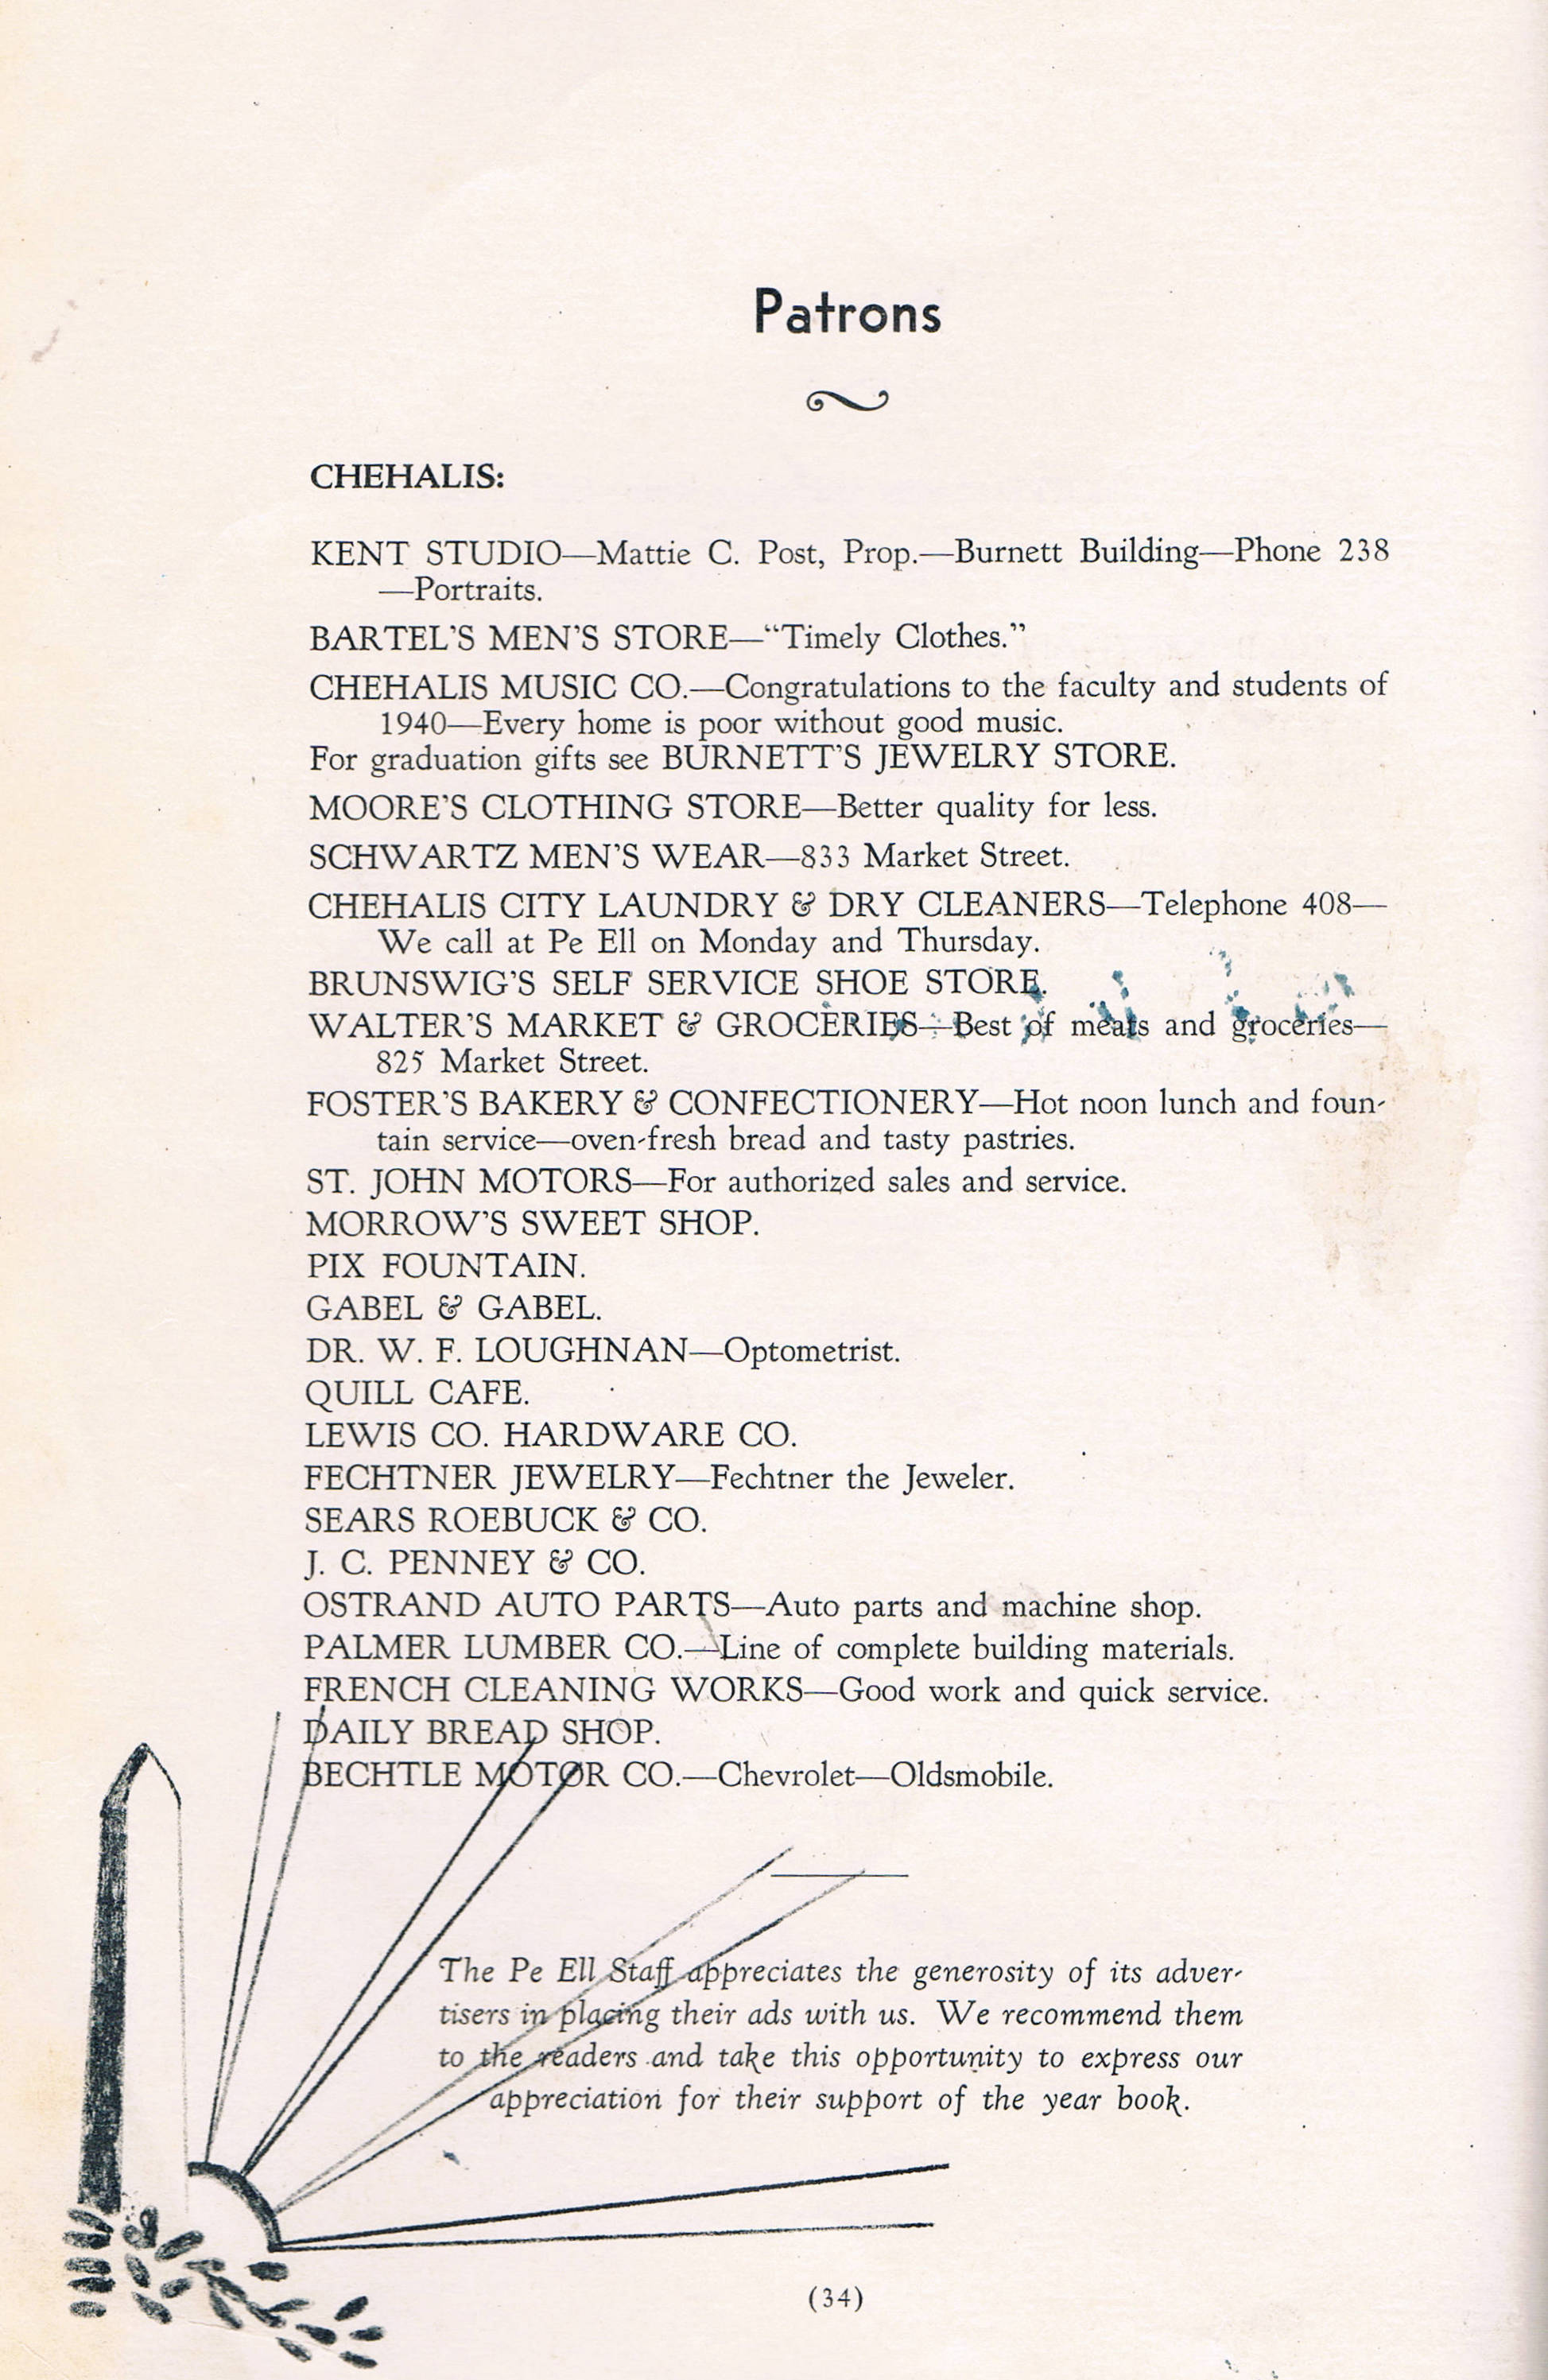 Patrons
CHEHALIS:
KENT STUDIO—Mattie C. Post, Prop.—Burnett Building—Phone 238
—Portraits.
BARTEL'S MEN'S STORE—“Timely Clothes.”
CHEHALIS MUSIC CO.—Congratulations to the faculty and students of
1940—Every home is poor without good music.
For graduation gifts see BURNETT'S JEWELRY STORE.
MOORE'S CLOTHING STORE—Better quality for less.
SCHWARTZ MEN'S WEAR—833 Market Street.
CHEHALIS CITY LAUNDRY & DRY CLEANERS—Telephone 408—
We call at Pe Ell on Monday and Thursday.
BRUNSWIG'S SELF SERVICE SHOE STORE.
WALTER'S MARKET & GROCERIES—Best of meats and groceries—
825 Market Street.
FOSTER'S BAKERY & CONFECTIONERY—Hot noon lunch and foun-
tain service—oven-fresh bread and tasty pastries.
ST. JOHN MOTORS—For authorized sales and service.
MORROW'S SWEET SHOP.
PIX FOUNTAIN.
GABEL & GABEL.
DR. W. F. LOUGHNAN—Optometrist.
QUILL CAFE.
LEWIS CO. HARDWARE CO.
FECHTNER JEWELRY—Fechtner the Jeweler.
SEARS ROEBUCK & CO.
J. C. PENNEY & CO.
OSTRAND AUTO PARTS—Auto parts and machine shop.
PALMER LUMBER CO.—Line of complete building materials.
FRENCH CLEANING WORKS—Good work and quick service.
DAILY BREAD SHOP.
BECHTLE MOTOR CO.—Chevrolet—Oldsmobile.
The Pe Ell Staff appreciates the generosity of its adver-
tisers in placing their ads with us. We recommend them
to the readers and take this opportunity to express our
appreciation for their support of the year book.
(34)